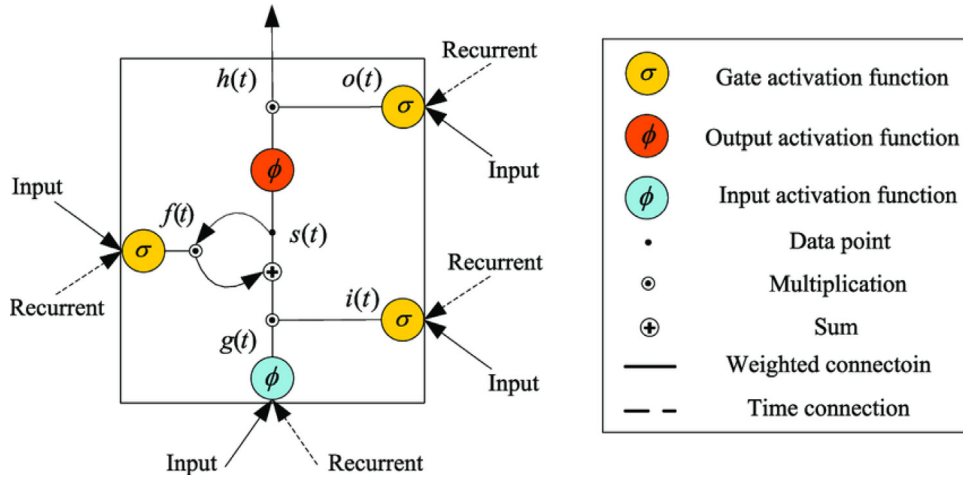 Recurrent
h(t)
o(t)
σ
Input
ϕ
Input
f(t)
s(t)
σ
Recurrent
Recurrent
i(t)
σ
g(t)
Input
ϕ
Input
Recurrent
σ Gate activation function
ϕ Output activation function
ϕ Input activation function
Data point
Multiplication
Sum
Weighted connectoin
Time connection